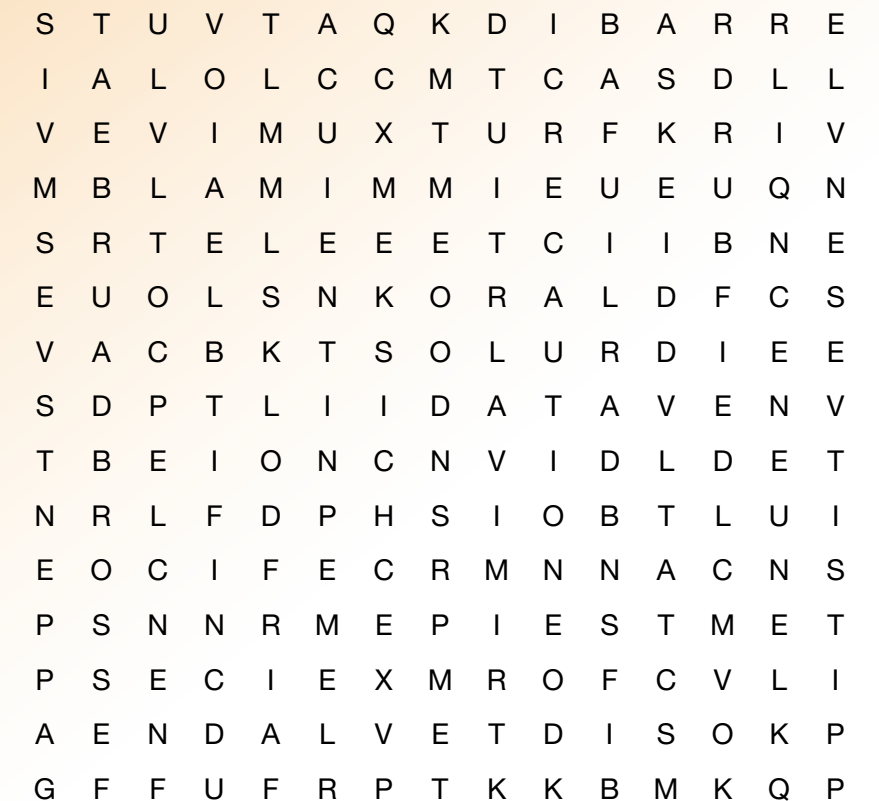 S T U V T A Q K D I B A R R E
I A L O L C C M T C A S D L L
V E V I M U X T U R F K R I V
M B L A M I M M I E U E U Q N
S R T E L E E E T C I I B N E
E U O L S N K O R A L D F C S
V A C B K T S O L U R D I E E
S D P T L I I D A T A V E N V
T B E I O N C N V I D L D E T
N R L F D P H S I O B T L U I
E O C I F E C R M N N A C N S
P S N N R M E P I E S T M E T
P S E C I E X M R O F C V L I
A E N D A L V E T D I S O K P
G F F U F R P T K K B M K Q P